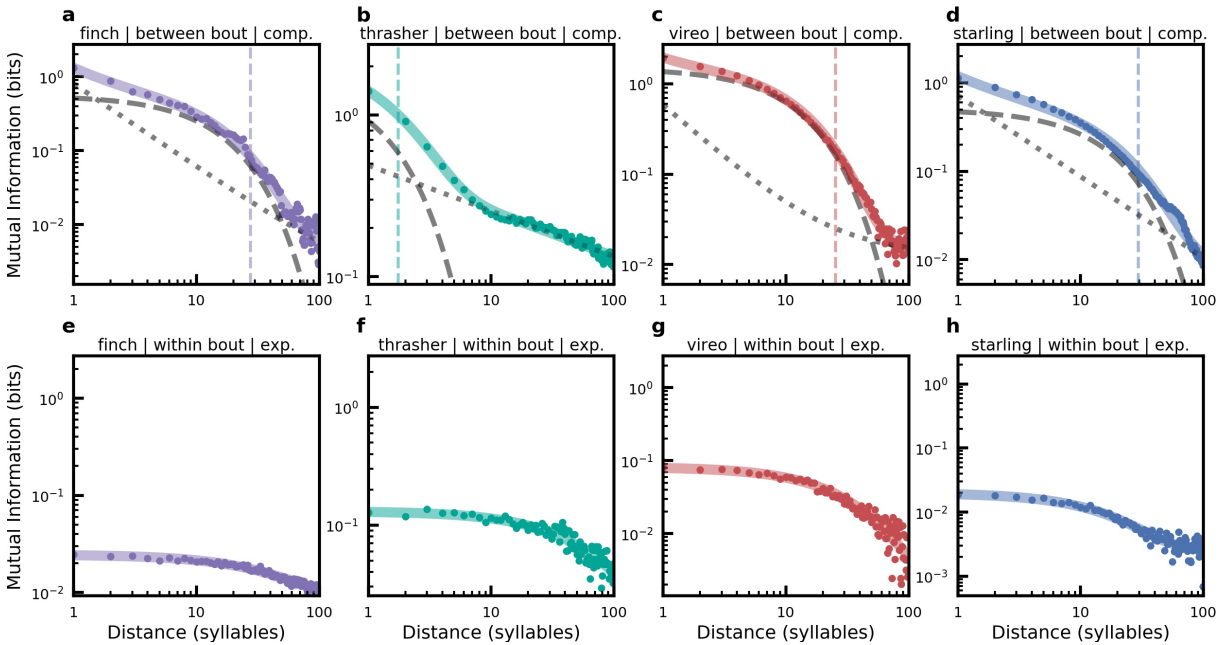 a
finch | between bout | comp.
b
thrasher | between bout | comp.
c
vireo | between bout | comp.
d
starling | between bout | comp.
Mutual Information (bits)
10⁰
10⁻¹
10⁻²
1
10
100
10⁰
10⁻¹
1
10
100
10⁰
10⁻¹
10⁻²
1
10
100
10⁰
10⁻¹
10⁻²
1
10
100
e
finch | within bout | exp.
f
thrasher | within bout | exp.
g
vireo | within bout | exp.
h
starling | within bout | exp.
Mutual Information (bits)
10⁰
10⁻¹
10⁻²
1
10
100
Distance (syllables)
10⁰
10⁻¹
1
10
100
Distance (syllables)
10⁰
10⁻¹
10⁻²
1
10
100
Distance (syllables)
10⁰
10⁻¹
10⁻²
10⁻³
1
10
100
Distance (syllables)